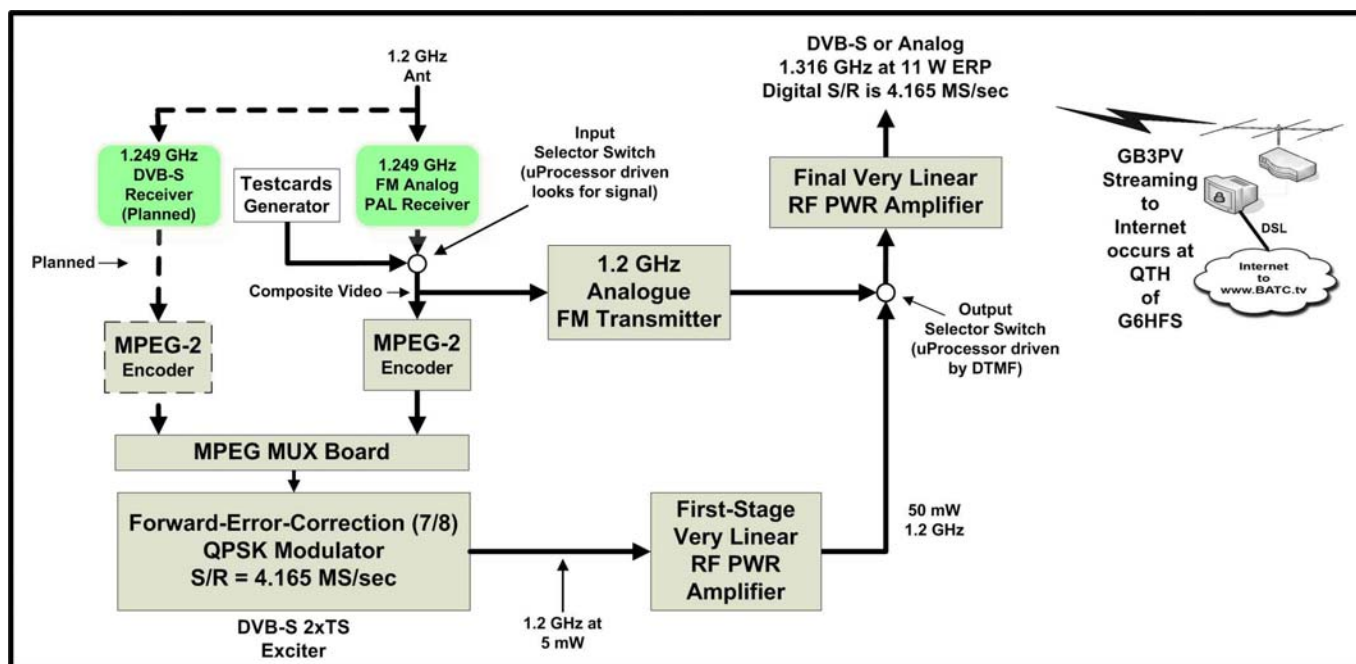 1.2 GHz
Ant
1.249 GHz
DVB-S
Receiver
(Planned)
1.249 GHz
FM Analog
PAL Receiver
Testcards
Generator
Input
Selector Switch
(uProcessor driven
looks for signal)
Planned
Composite Video
MPEG-2
Encoder
MPEG-2
Encoder
1.2 GHz
Analogue
FM Transmitter
MPEG MUX Board
Forward-Error-Correction (7/8)
QPSK Modulator
S/R = 4.165 MS/sec
DVB-S 2xTS
Exciter
1.2 GHz at
5 mW
First-Stage
Very Linear
RF PWR
Amplifier
50 mW
1.2 GHz
Output
Selector Switch
(uProcessor driven
by DTMF)
Final Very Linear
RF PWR Amplifier
DVB-S or Analog
1.316 GHz at 11 W ERP
Digital S/R is 4.165 MS/sec
GB3PV
Streaming
to
Internet
occurs at
QTH
of
G6HFS
DSL
Internet
to
www.BATC.tv